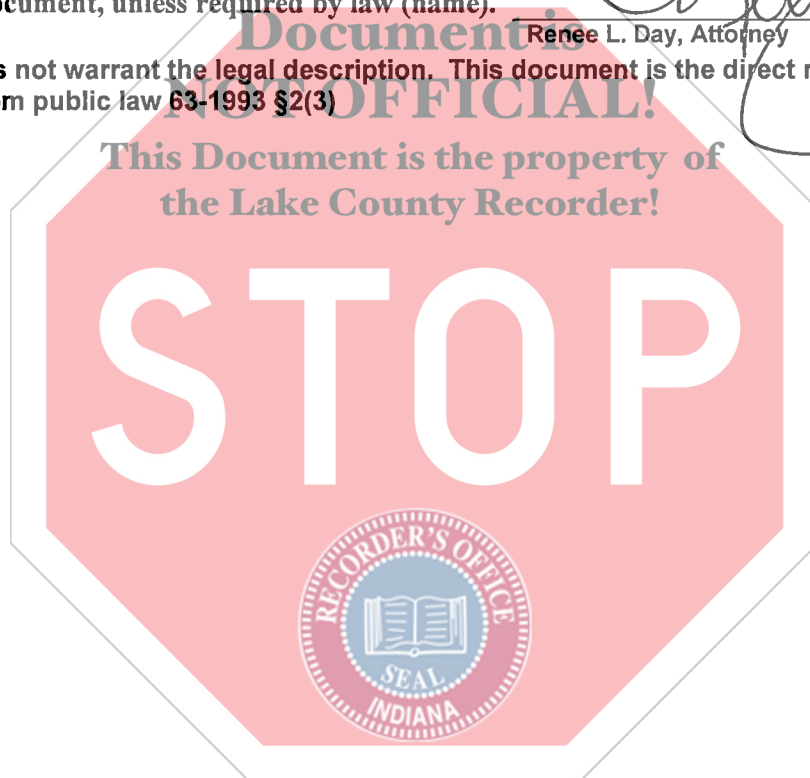 ocument, unless required by law (name).
Document is
Renee L. Day, Attorney
s not warrant the legal description. This document is the direct
m public law 63-1993 §2(3)
NOT OFFICIAL!
This Document is the property of
the Lake County Recorder!
STOP
RECORDER'S OFFICE
SEAL
INDIANA